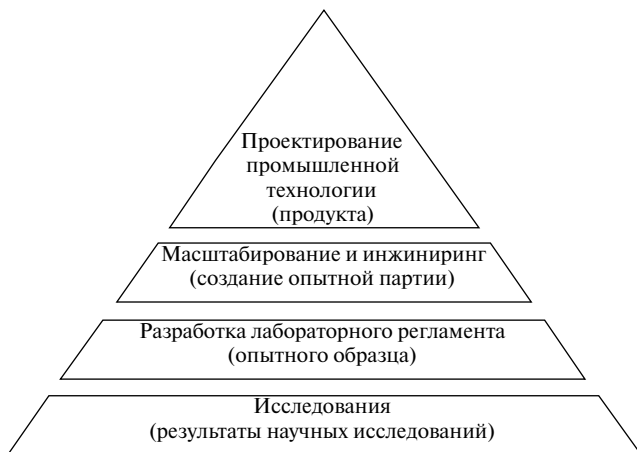 Проектирование
промышленной
технологии
(продукта)
Масштабирование и инжиниринг
(создание опытной партии)
Разработка лабораторного регламента
(опытного образца)
Исследования
(результаты научных исследований)